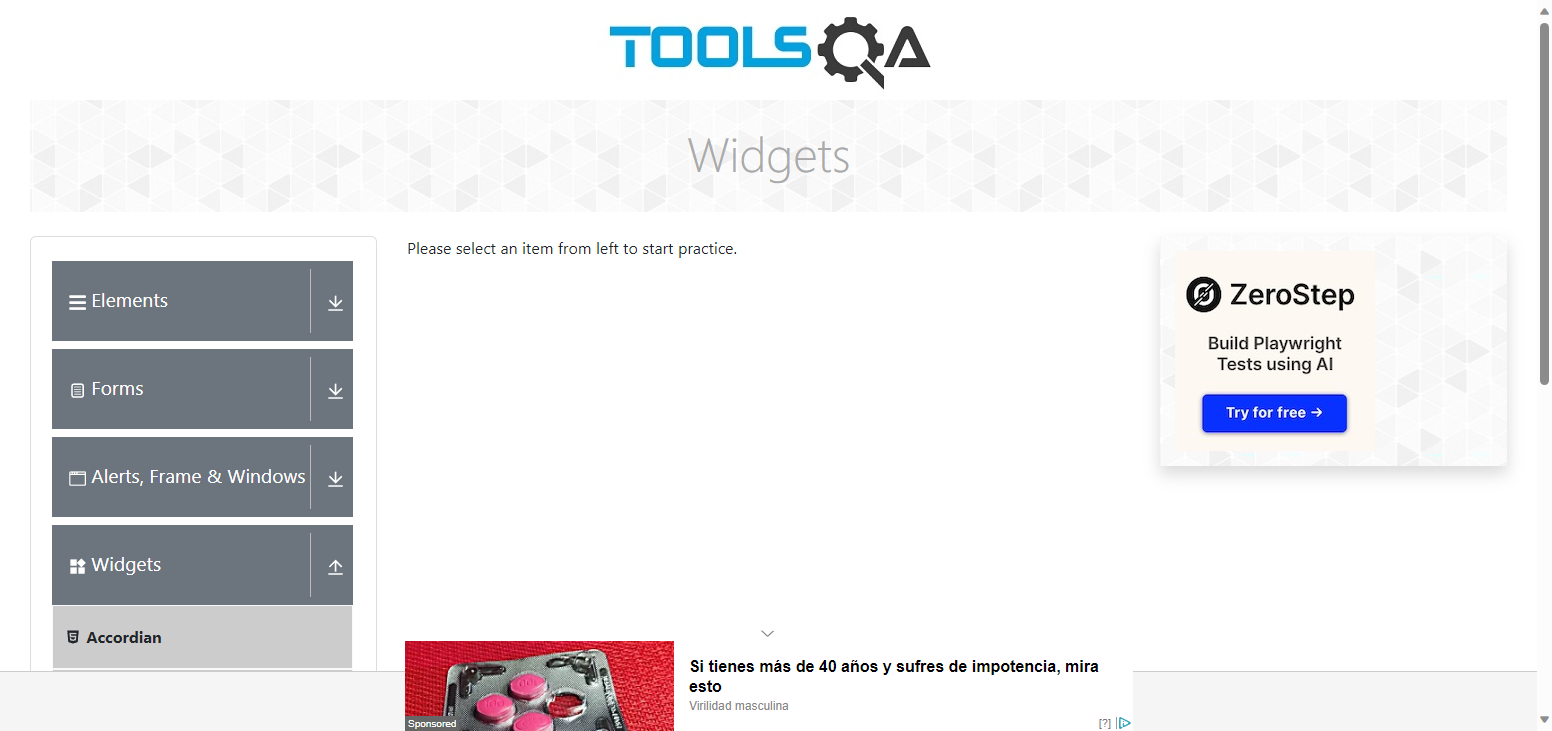 TOOLSQA
Widgets
Please select an item from left to start practice.
Elements
Forms
Alerts, Frame & Windows
Widgets
Accordian
ZeroStep
Build Playwright
Tests using AI
Try for free →
Si tienes más de 40 años y sufres de impotencia, mira
esto
Virilidad masculina
Sponsored
[?]